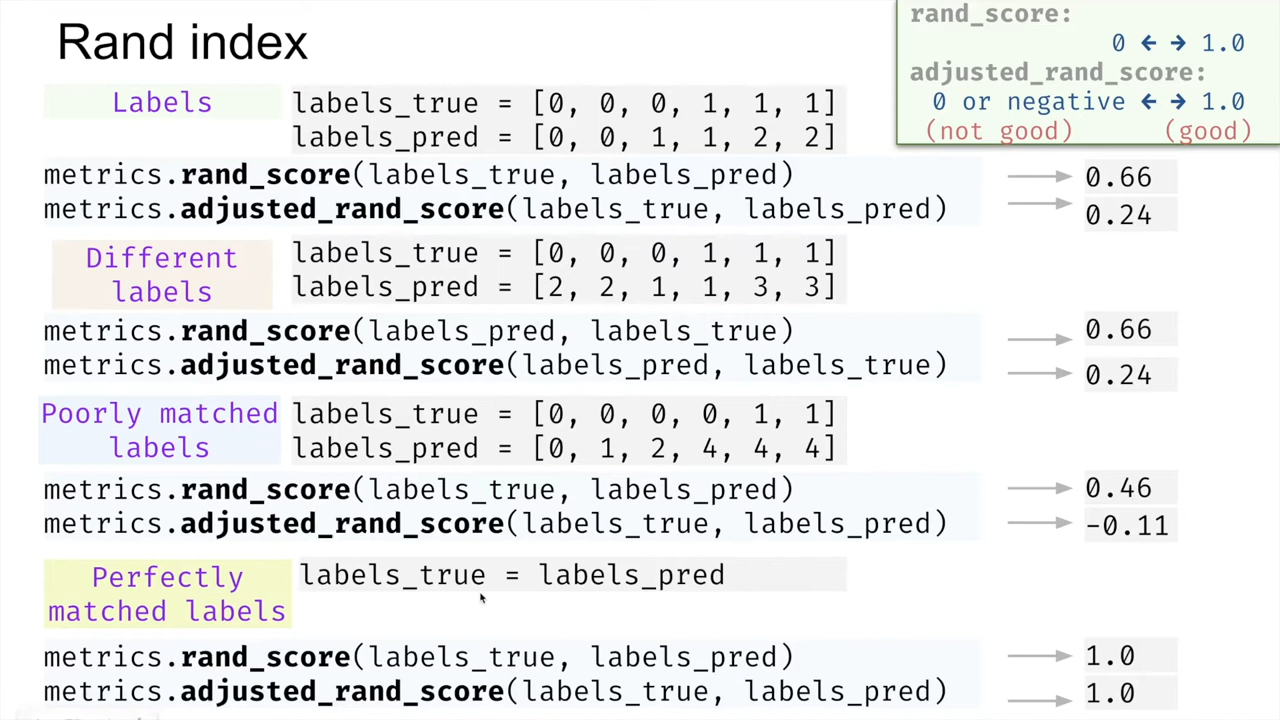 Rand index
rand_score:
0 ← → 1.0
adjusted_rand_score:
0 or negative ← → 1.0
(not good) (good)
Labels
labels_true = [0, 0, 0, 1, 1, 1]
labels_pred = [0, 0, 1, 1, 2, 2]
metrics.rand_score(labels_true, labels_pred) → 0.66
metrics.adjusted_rand_score(labels_true, labels_pred) → 0.24
Different
labels
labels_true = [0, 0, 0, 1, 1, 1]
labels_pred = [2, 2, 1, 1, 3, 3]
metrics.rand_score(labels_pred, labels_true) → 0.66
metrics.adjusted_rand_score(labels_pred, labels_true) → 0.24
Poorly matched
labels
labels_true = [0, 0, 0, 0, 1, 1]
labels_pred = [0, 1, 2, 4, 4, 4]
metrics.rand_score(labels_true, labels_pred) → 0.46
metrics.adjusted_rand_score(labels_true, labels_pred) → -0.11
Perfectly
matched labels
labels_true = labels_pred
metrics.rand_score(labels_true, labels_pred) → 1.0
metrics.adjusted_rand_score(labels_true, labels_pred) → 1.0